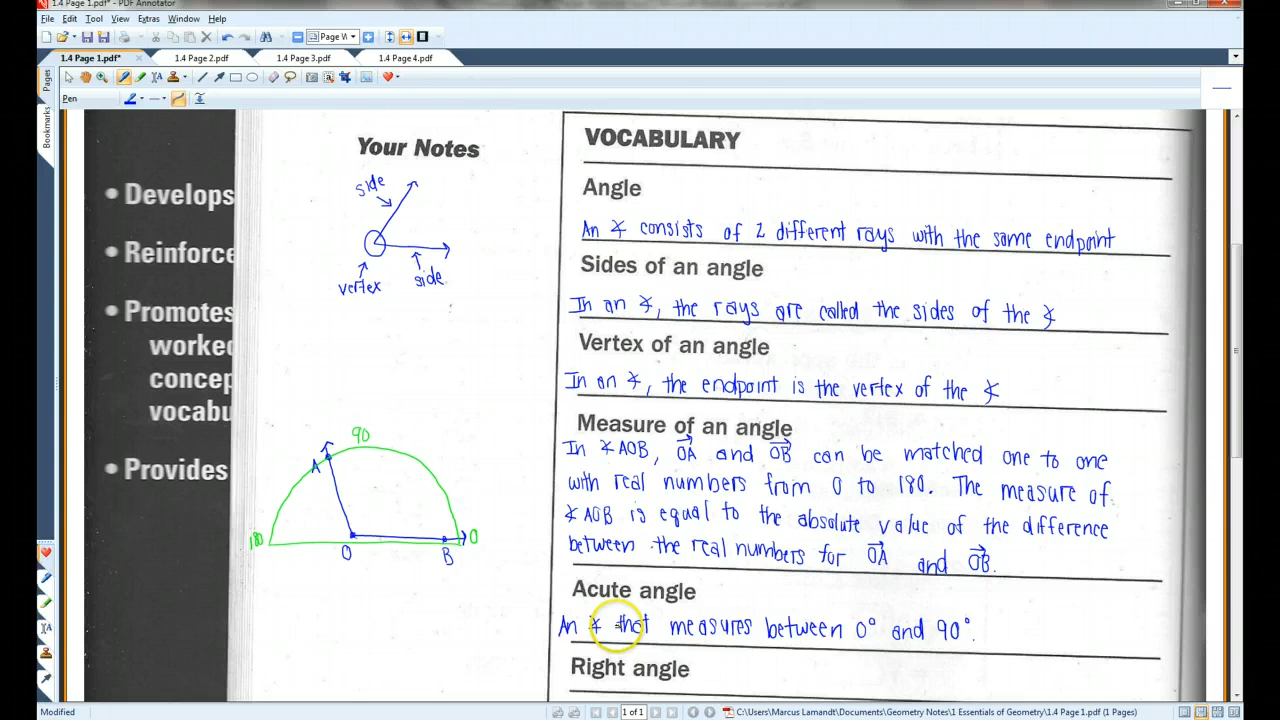 1.4 Page 1.pdf* - PDF Annotator
File Edit Tool View Extras Window Help
Page W
1.4 Page 1.pdf* 1.4 Page 2.pdf 1.4 Page 3.pdf 1.4 Page 4.pdf
Pen
Pages
Bookmarks
• Develops
• Reinforce
• Promotes
worked
concep
vocabu
• Provides
Your Notes
side
vertex
side
90
A
180
0
O
B
VOCABULARY
Angle
An ∡ consists of 2 different rays with the same endpoint
Sides of an angle
In an ∡, the rays are called the sides of the ∡
Vertex of an angle
In an ∡, the endpoint is the vertex of the ∡
Measure of an angle
In ∡AOB, OA and OB can be matched one to one
with real numbers from 0 to 180. The measure of
∡AOB is equal to the absolute value of the difference
between the real numbers for OA and OB.
Acute angle
An ∡ that measures between 0° and 90°.
Right angle
Modified
1 of 1
C:\Users\Marcus Lamandt\Documents\Geometry Notes\1 Essentials of Geometry\1.4 Page 1.pdf (1 Pages)